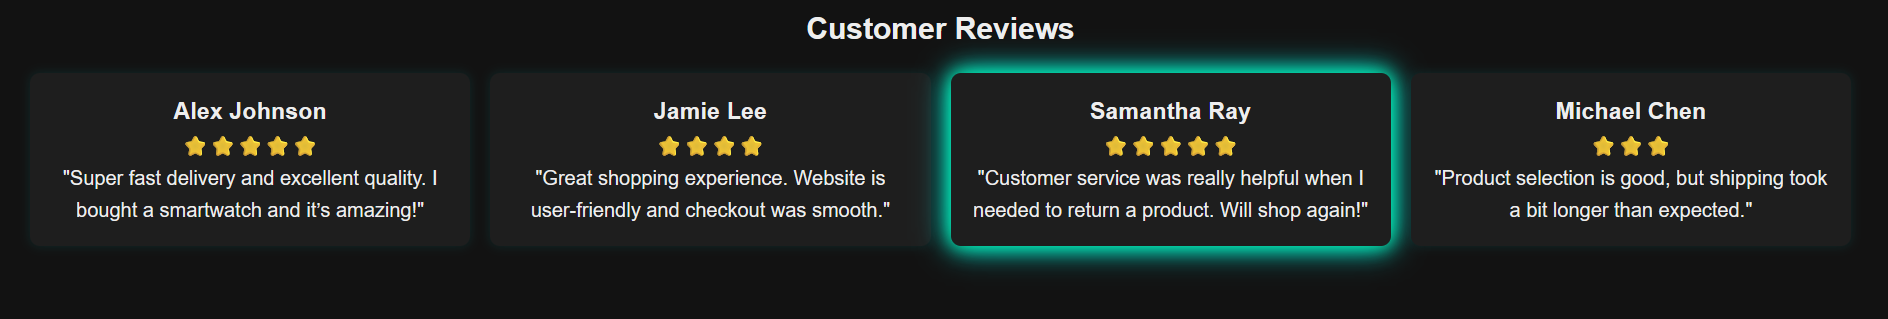 Customer Reviews
Alex Johnson
⭐⭐⭐⭐⭐
"Super fast delivery and excellent quality. I
bought a smartwatch and it’s amazing!"
Jamie Lee
⭐⭐⭐⭐
"Great shopping experience. Website is
user-friendly and checkout was smooth."
Samantha Ray
⭐⭐⭐⭐⭐
"Customer service was really helpful when I
needed to return a product. Will shop again!"
Michael Chen
⭐⭐⭐
"Product selection is good, but shipping took
a bit longer than expected."